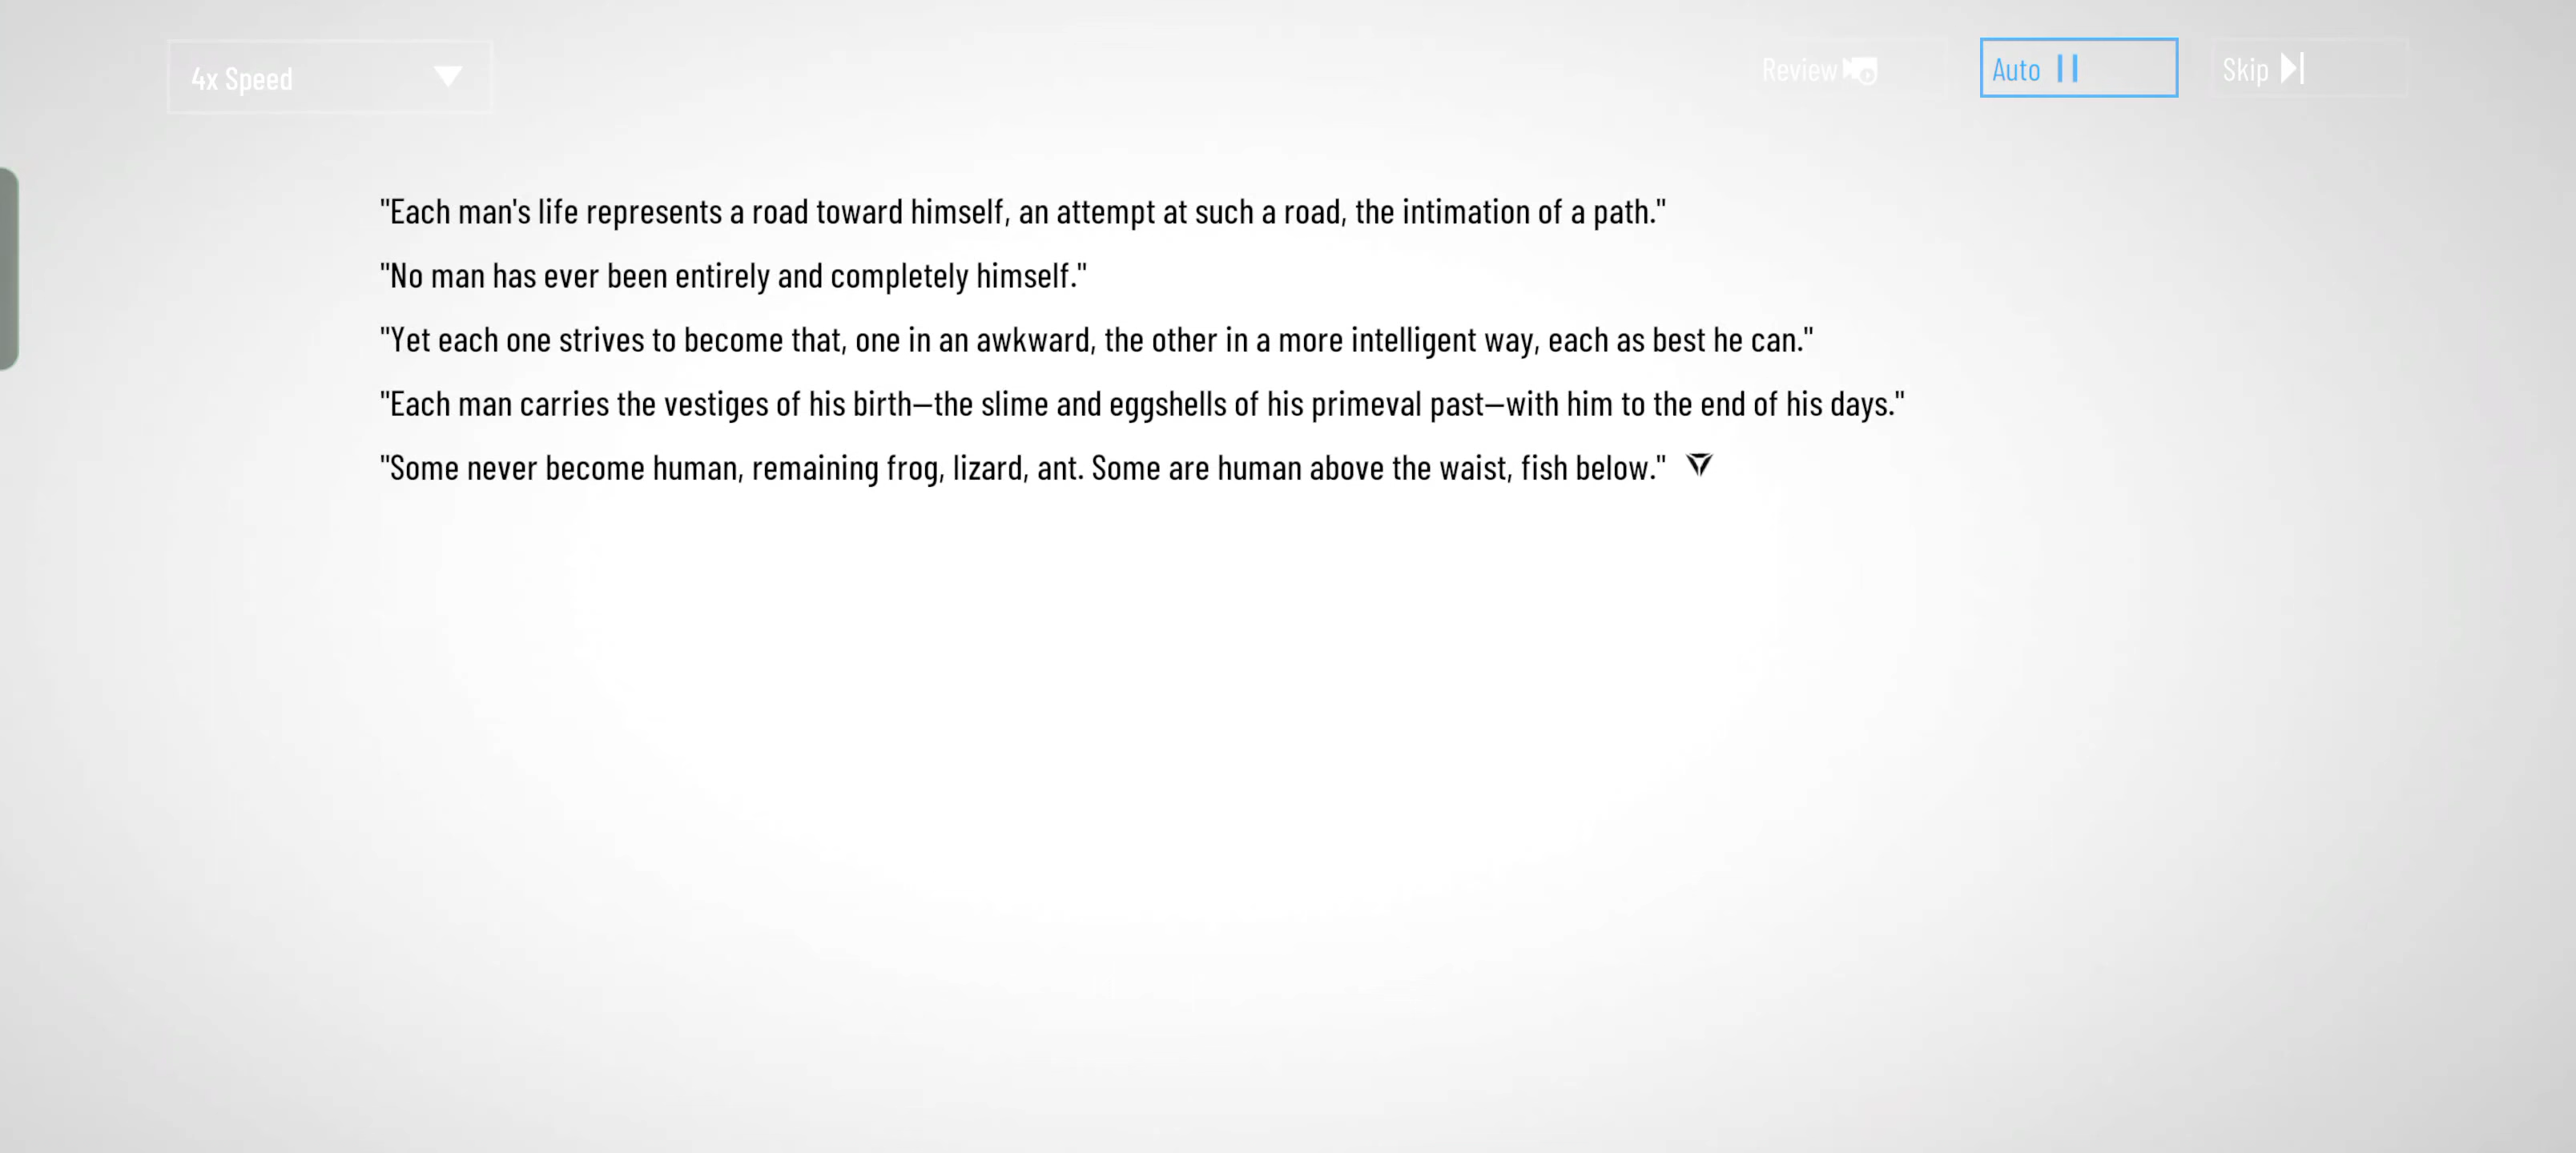 4x Speed
Review
Auto
Skip
"Each man's life represents a road toward himself, an attempt at such a road, the intimation of a path."
"No man has ever been entirely and completely himself."
"Yet each one strives to become that, one in an awkward, the other in a more intelligent way, each as best he can."
"Each man carries the vestiges of his birth—the slime and eggshells of his primeval past—with him to the end of his days."
"Some never become human, remaining frog, lizard, ant. Some are human above the waist, fish below."